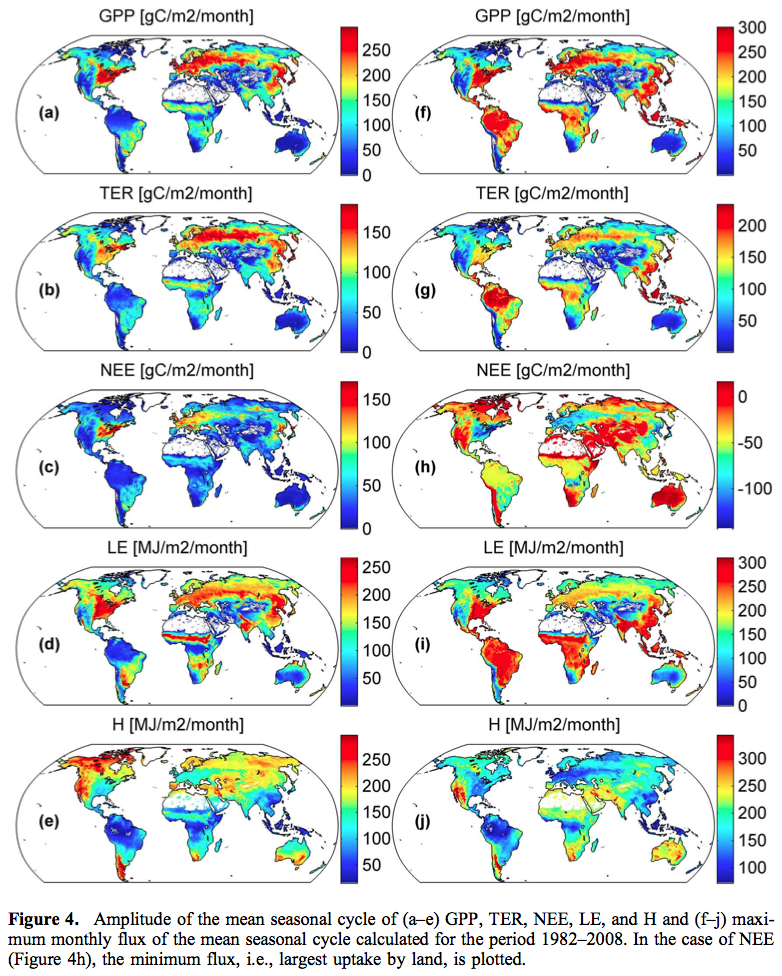 GPP [gC/m2/month]
GPP [gC/m2/month]
250
200
150
100
50
0
(a)
300
250
200
150
100
50
(f)
TER [gC/m2/month]
TER [gC/m2/month]
150
100
50
0
(b)
200
150
100
50
0
(g)
NEE [gC/m2/month]
NEE [gC/m2/month]
150
100
50
0
(c)
0
-50
-100
(h)
LE [MJ/m2/month]
LE [MJ/m2/month]
250
200
150
100
50
(d)
300
250
200
150
100
50
0
(i)
H [MJ/m2/month]
H [MJ/m2/month]
250
200
150
100
50
(e)
300
250
200
150
100
(j)
Figure 4. Amplitude of the mean seasonal cycle of (a–e) GPP, TER, NEE, LE, and H and (f–j) maxi-
mum monthly flux of the mean seasonal cycle calculated for the period 1982–2008. In the case of NEE
(Figure 4h), the minimum flux, i.e., largest uptake by land, is plotted.